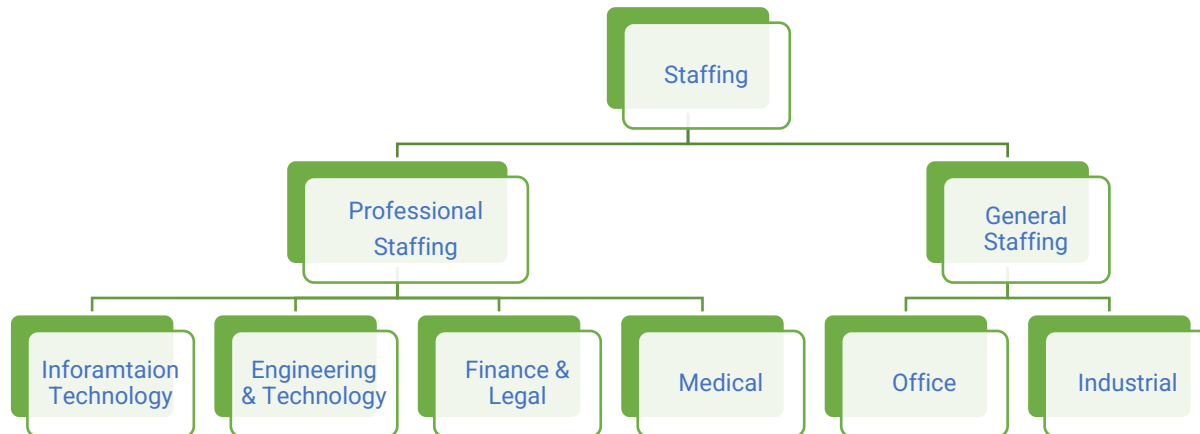 Staffing
Professional
Staffing
General
Staffing
Inforamtaion
Technology
Engineering
& Technology
Finance &
Legal
Medical
Office
Industrial